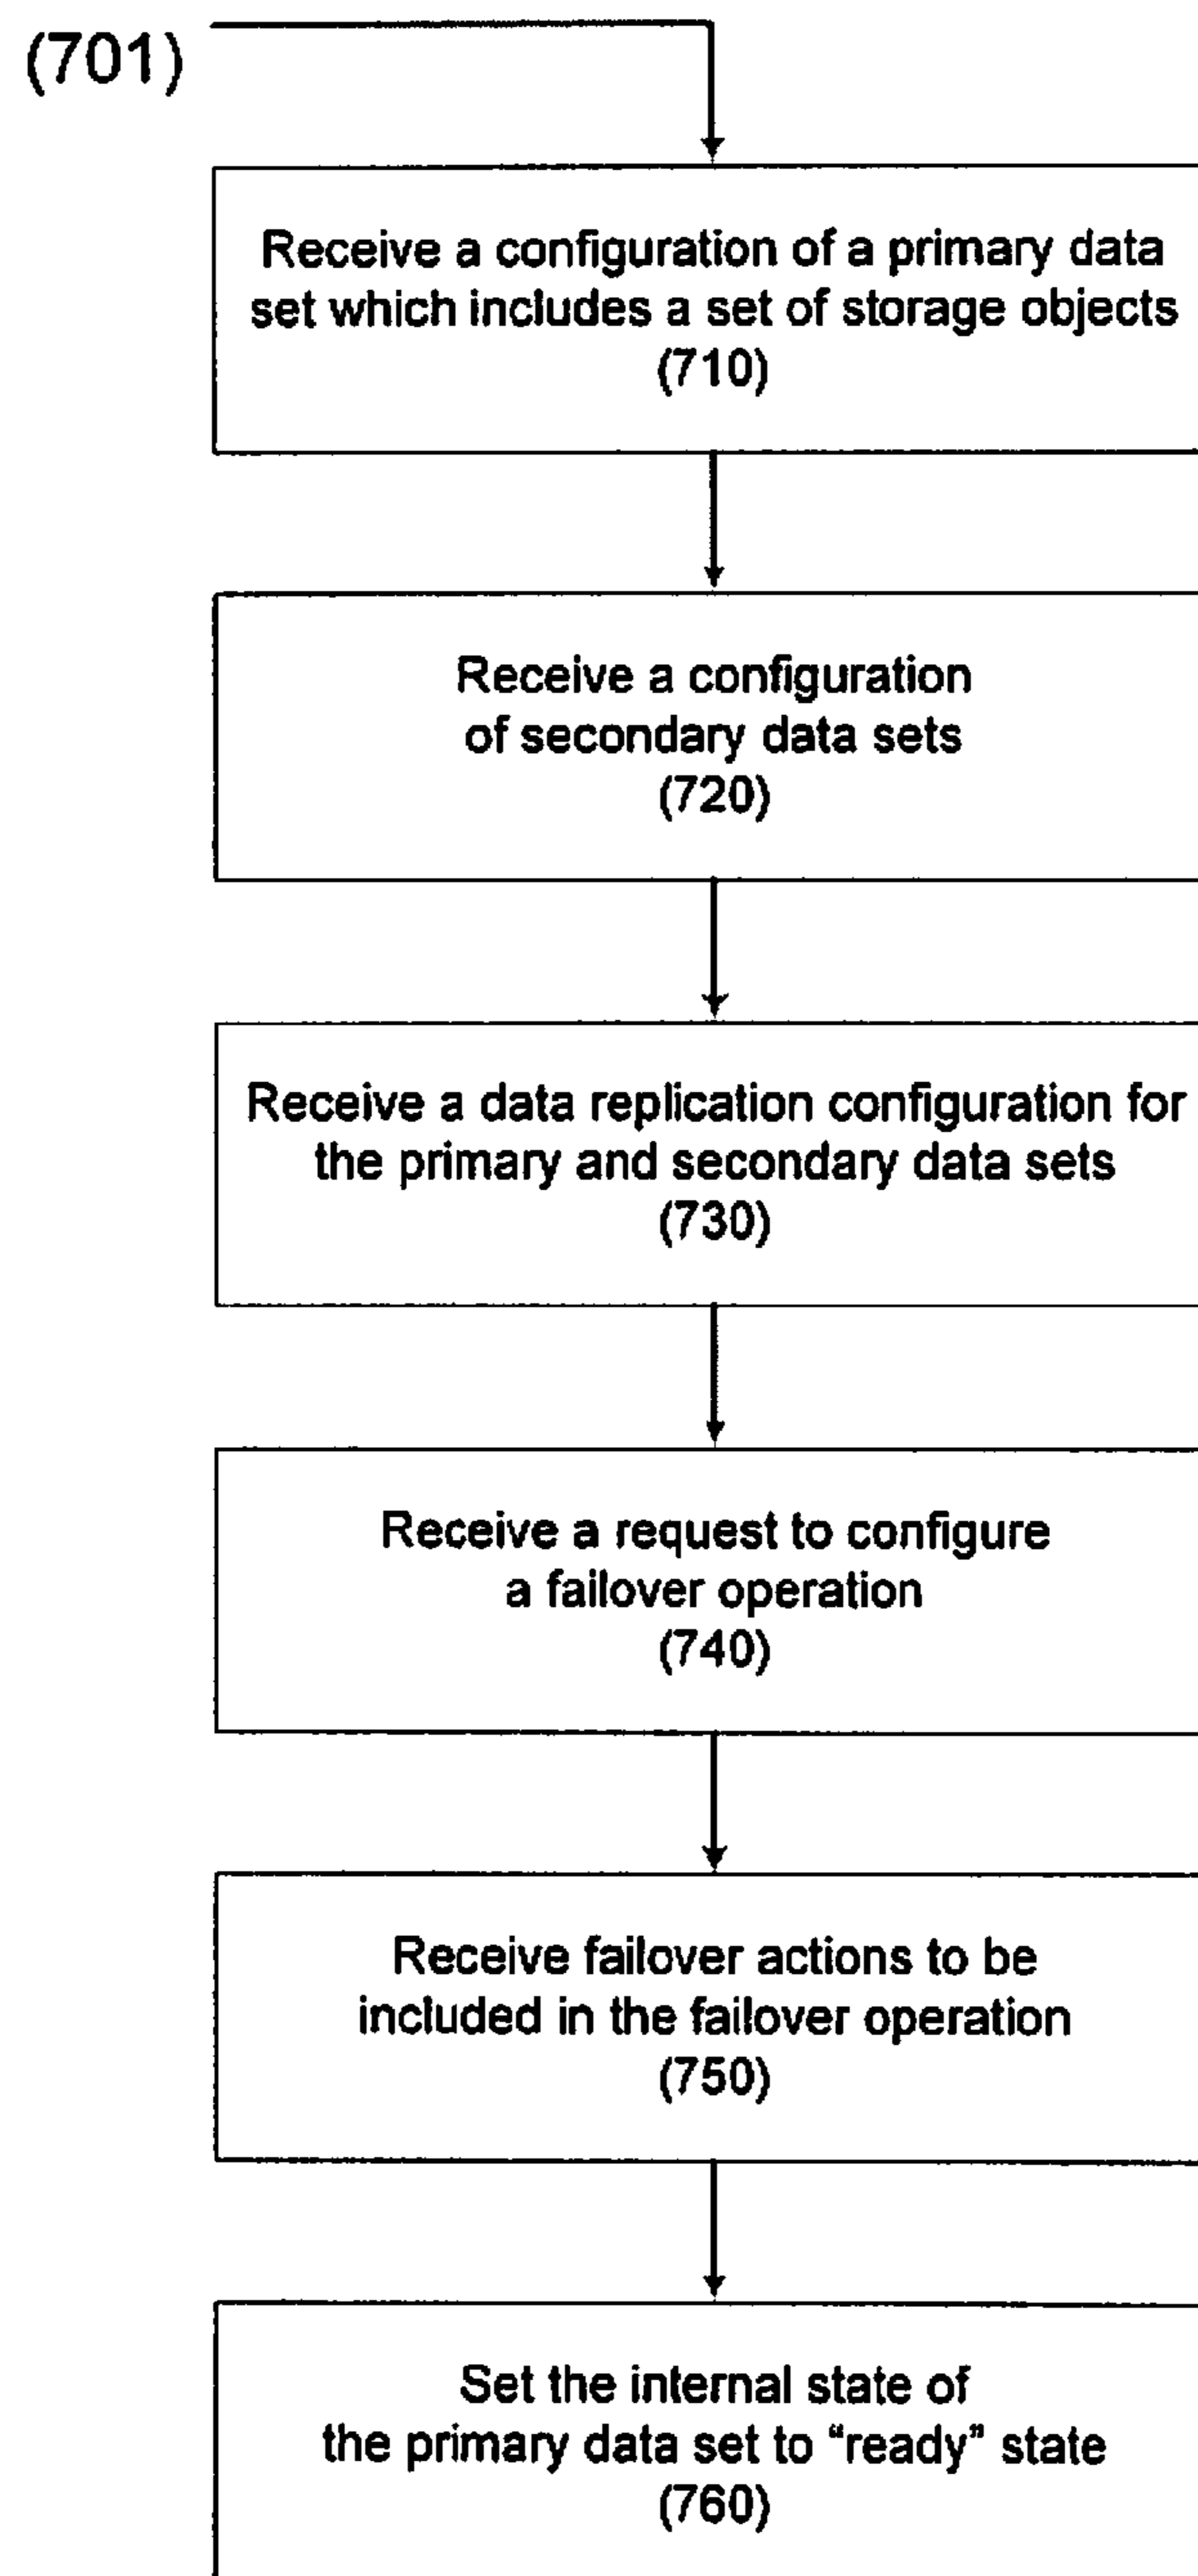 (701)
Receive a configuration of a primary data
set which includes a set of storage objects
(710)
Receive a configuration
of secondary data sets
(720)
Receive a data replication configuration for
the primary and secondary data sets
(730)
Receive a request to configure
a failover operation
(740)
Receive failover actions to be
included in the failover operation
(750)
Set the internal state of
the primary data set to “ready” state
(760)